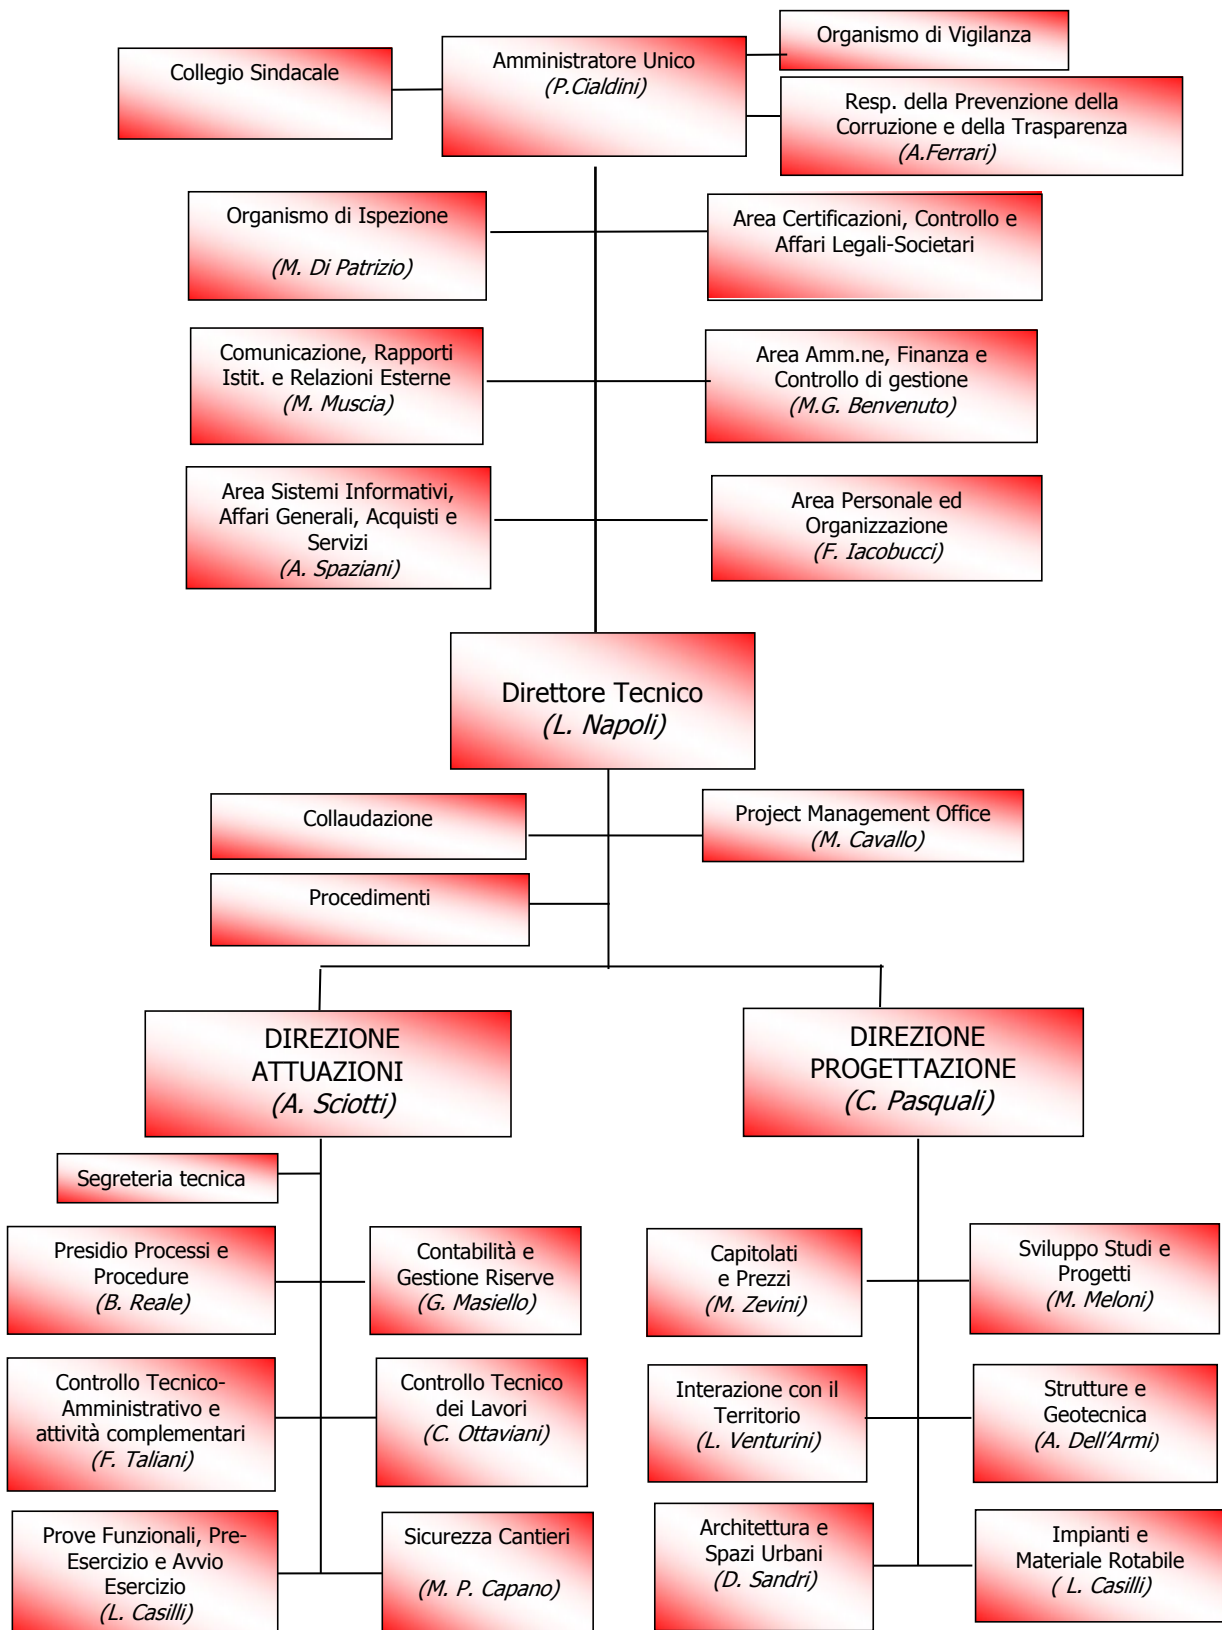 Organismo di Vigilanza
Collegio Sindacale
Amministratore Unico
(P.Cialdini)
Resp. della Prevenzione della
Corruzione e della Trasparenza
(A.Ferrari)
Organismo di Ispezione
(M. Di Patrizio)
Area Certificazioni, Controllo e
Affari Legali-Societari
Comunicazione, Rapporti
Istit. e Relazioni Esterne
(M. Muscia)
Area Amm.ne, Finanza e
Controllo di gestione
(M.G. Benvenuto)
Area Sistemi Informativi,
Affari Generali, Acquisti e
Servizi
(A. Spaziani)
Area Personale ed
Organizzazione
(F. Iacobucci)
Direttore Tecnico
(L. Napoli)
Collaudazione
Project Management Office
(M. Cavallo)
Procedimenti
DIREZIONE
ATTUAZIONI
(A. Sciotti)
DIREZIONE
PROGETTAZIONE
(C. Pasquali)
Segreteria tecnica
Presidio Processi e
Procedure
(B. Reale)
Contabilità e
Gestione Riserve
(G. Masiello)
Capitolati
e Prezzi
(M. Zevini)
Sviluppo Studi e
Progetti
(M. Meloni)
Controllo Tecnico-
Amministrativo e
attività complementari
(F. Taliani)
Controllo Tecnico
dei Lavori
(C. Ottaviani)
Interazione con il
Territorio
(L. Venturini)
Strutture e
Geotecnica
(A. Dell’Armi)
Prove Funzionali, Pre-
Esercizio e Avvio
Esercizio
(L. Casilli)
Sicurezza Cantieri
(M. P. Capano)
Architettura e
Spazi Urbani
(D. Sandri)
Impianti e
Materiale Rotabile
( L. Casilli)